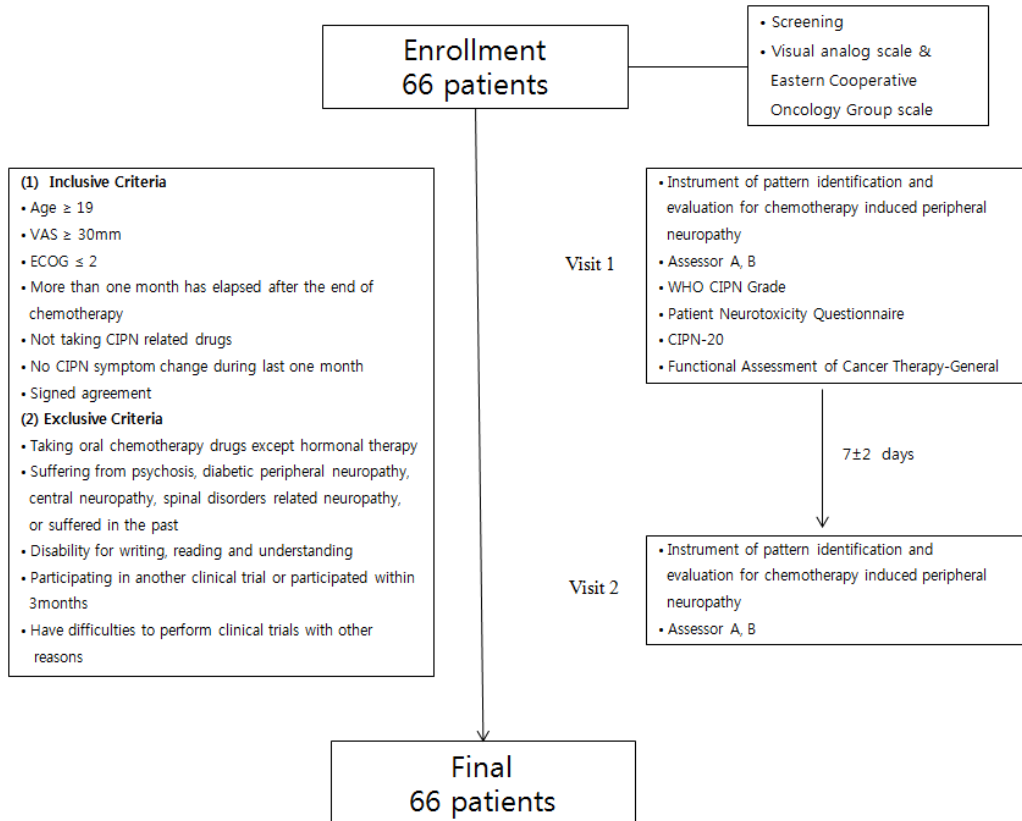 Enrollment
66 patients
• Screening
• Visual analog scale &
Eastern Cooperative
Oncology Group scale
(1) Inclusive Criteria
• Age ≥ 19
• VAS ≥ 30mm
• ECOG ≤ 2
• More than one month has elapsed after the end of
chemotherapy
• Not taking CIPN related drugs
• No CIPN symptom change during last one month
• Signed agreement
(2) Exclusive Criteria
• Taking oral chemotherapy drugs except hormonal therapy
• Suffering from psychosis, diabetic peripheral neuropathy,
central neuropathy, spinal disorders related neuropathy,
or suffered in the past
• Disability for writing, reading and understanding
• Participating in another clinical trial or participated within
3months
• Have difficulties to perform clinical trials with other
reasons
Visit 1
• Instrument of pattern identification and
evaluation for chemotherapy induced peripheral
neuropathy
• Assessor A, B
• WHO CIPN Grade
• Patient Neurotoxicity Questionnaire
• CIPN-20
• Functional Assessment of Cancer Therapy-General
7±2 days
Visit 2
• Instrument of pattern identification and
evaluation for chemotherapy induced peripheral
neuropathy
• Assessor A, B
Final
66 patients